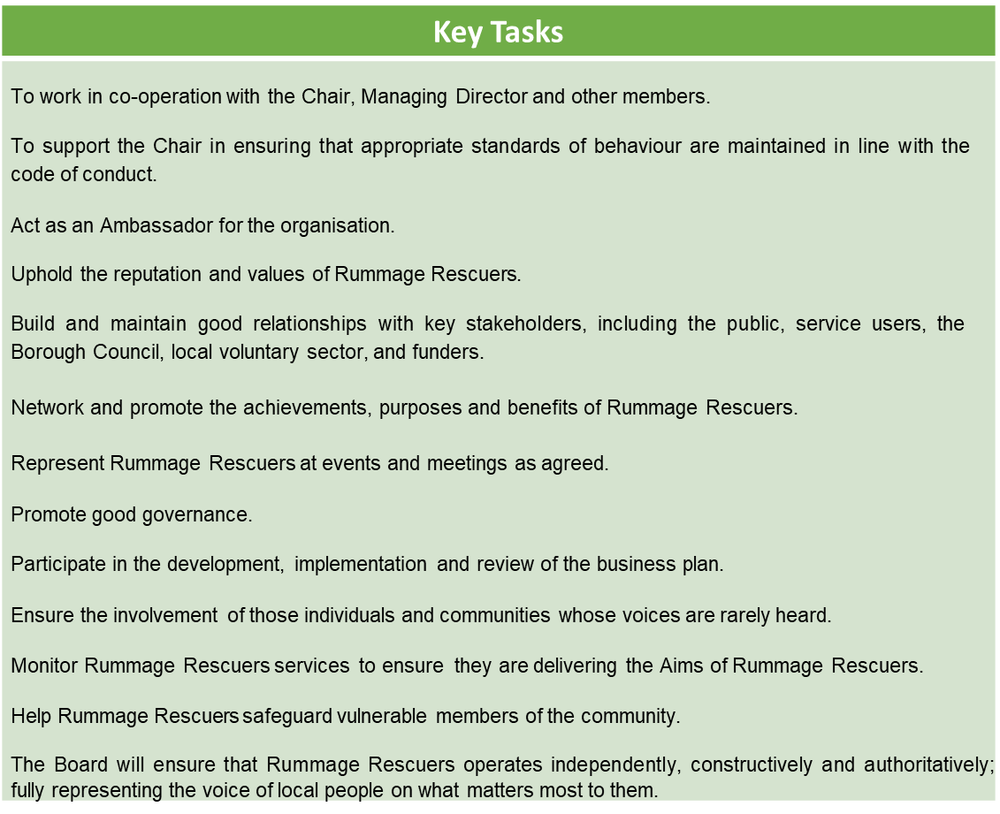 Key Tasks
To work in co-operation with the Chair, Managing Director and other members.
To support the Chair in ensuring that appropriate standards of behaviour are maintained in line with the
code of conduct.
Act as an Ambassador for the organisation.
Uphold the reputation and values of Rummage Rescuers.
Build and maintain good relationships with key stakeholders, including the public, service users, the
Borough Council, local voluntary sector, and funders.
Network and promote the achievements, purposes and benefits of Rummage Rescuers.
Represent Rummage Rescuers at events and meetings as agreed.
Promote good governance.
Participate in the development, implementation and review of the business plan.
Ensure the involvement of those individuals and communities whose voices are rarely heard.
Monitor Rummage Rescuers services to ensure they are delivering the Aims of Rummage Rescuers.
Help Rummage Rescuers safeguard vulnerable members of the community.
The Board will ensure that Rummage Rescuers operates independently, constructively and authoritatively;
fully representing the voice of local people on what matters most to them.